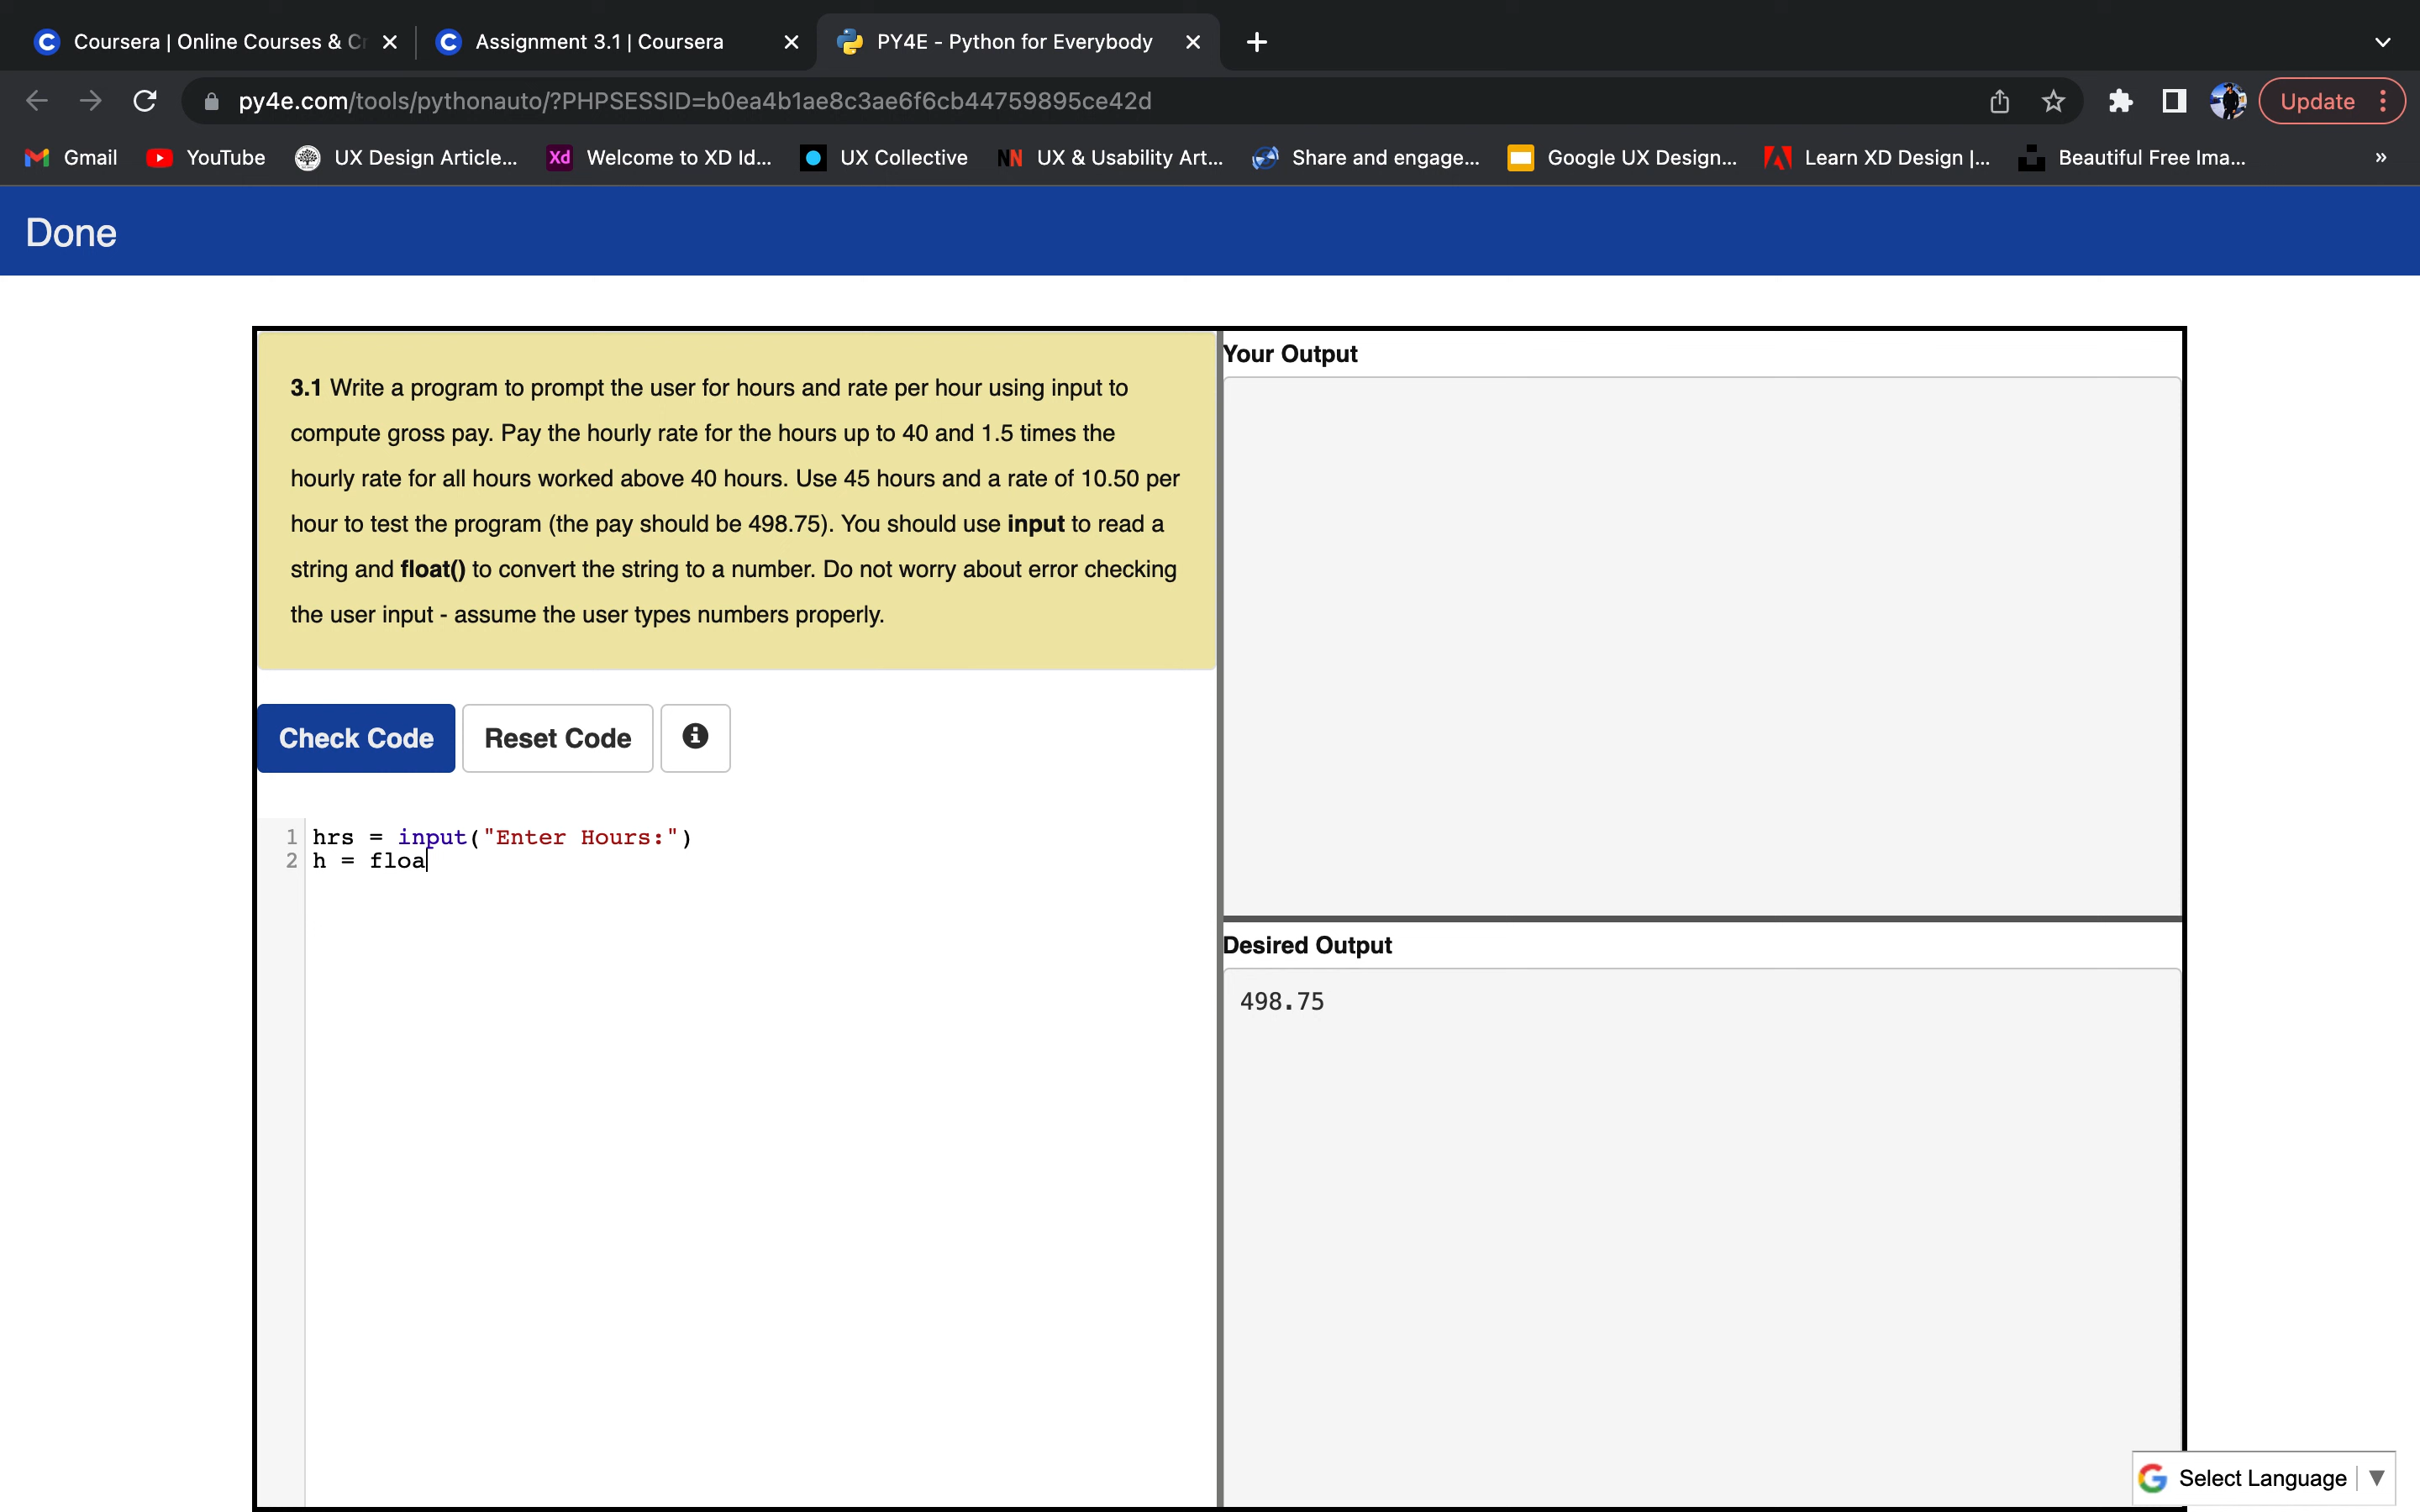 Coursera | Online Courses & Cr
Assignment 3.1 | Coursera
PY4E - Python for Everybody
py4e.com/tools/pythonauto/?PHPSESSID=b0ea4b1ae8c3ae6f6cb44759895ce42d
Update
Gmail
YouTube
UX Design Article...
Xd
Welcome to XD Id...
UX Collective
NN
UX & Usability Art...
Share and engage...
Google UX Design...
Learn XD Design |...
Beautiful Free Ima...
»
Done
3.1 Write a program to prompt the user for hours and rate per hour using input to
compute gross pay. Pay the hourly rate for the hours up to 40 and 1.5 times the
hourly rate for all hours worked above 40 hours. Use 45 hours and a rate of 10.50 per
hour to test the program (the pay should be 498.75). You should use input to read a
string and float() to convert the string to a number. Do not worry about error checking
the user input - assume the user types numbers properly.
Check Code
Reset Code
1 hrs = input("Enter Hours:")
2 h = floa
Your Output
Desired Output
498.75
Select Language